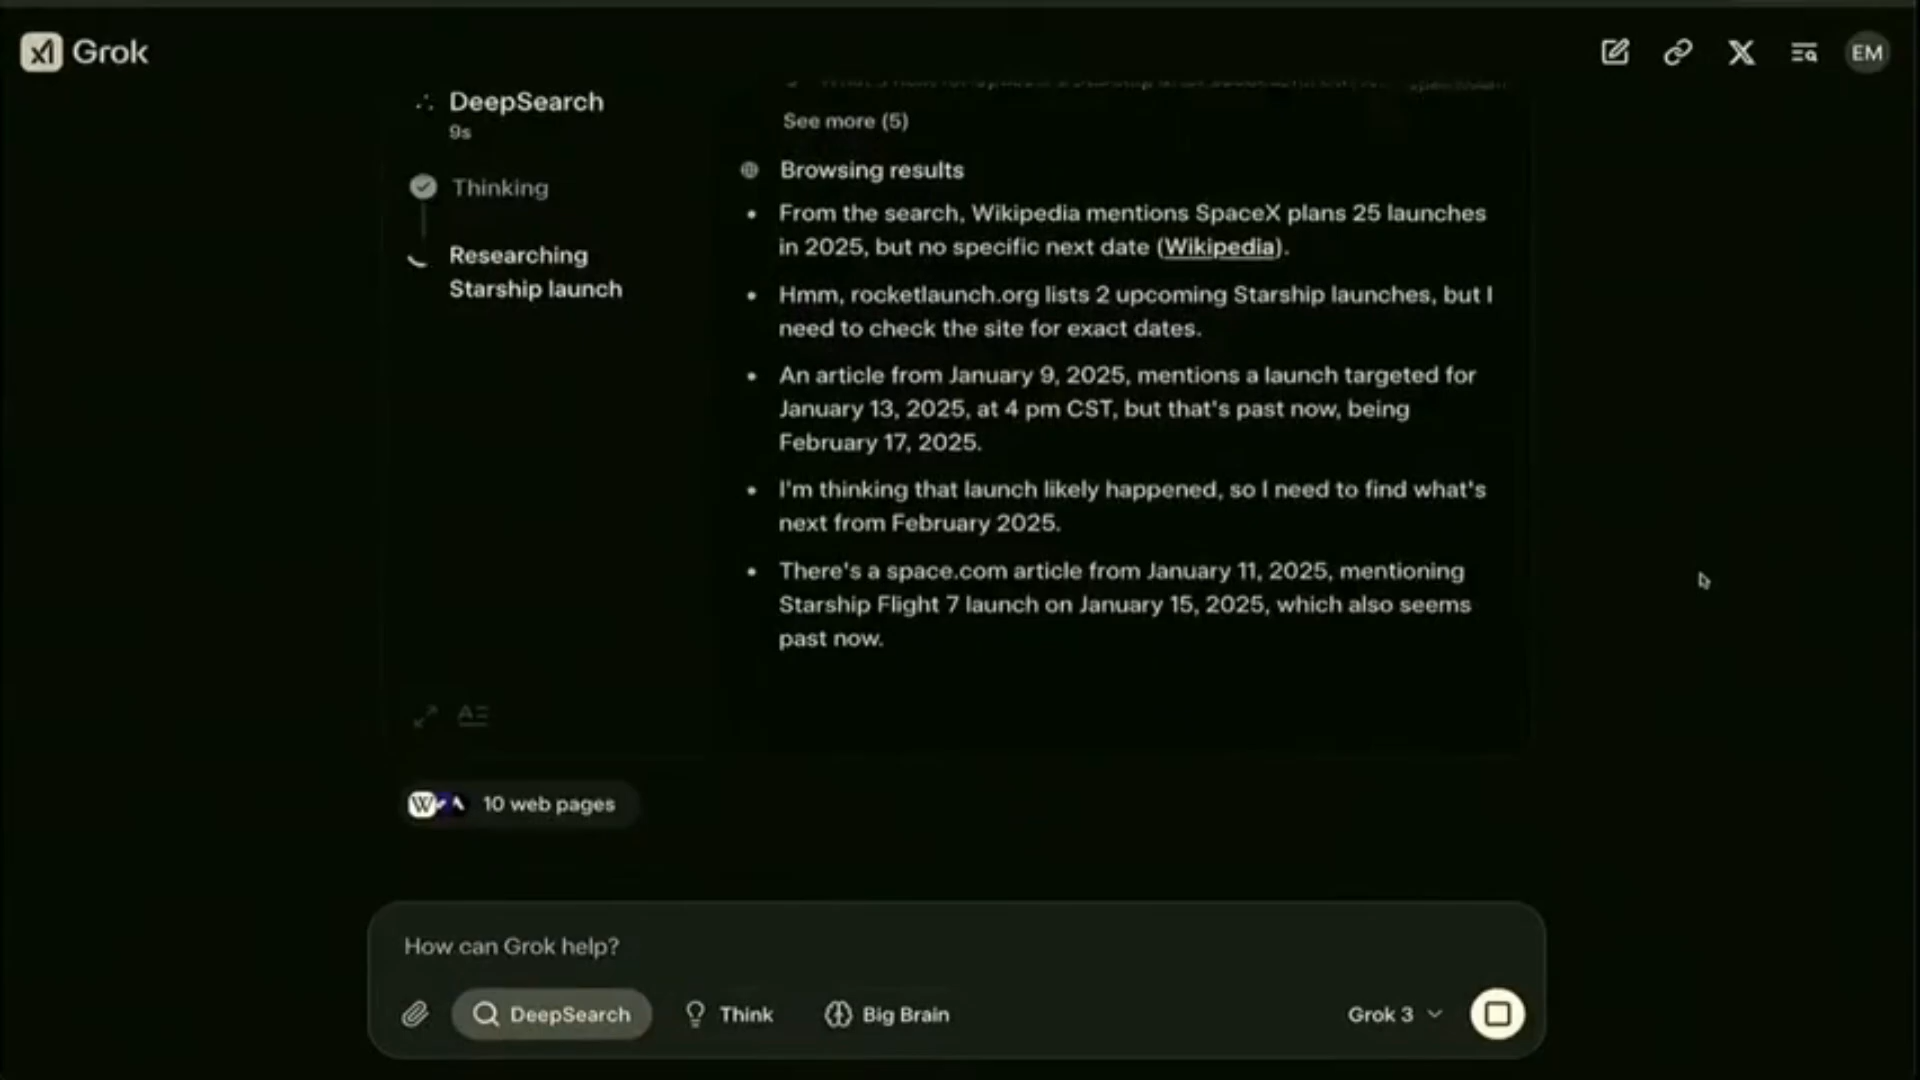 Grok
EM
DeepSearch
9s
Thinking
Researching
Starship launch
See more (5)
Browsing results
• From the search, Wikipedia mentions SpaceX plans 25 launches
in 2025, but no specific next date (Wikipedia).
• Hmm, rocketlaunch.org lists 2 upcoming Starship launches, but I
need to check the site for exact dates.
• An article from January 9, 2025, mentions a launch targeted for
January 13, 2025, at 4 pm CST, but that's past now, being
February 17, 2025.
• I'm thinking that launch likely happened, so I need to find what's
next from February 2025.
• There's a space.com article from January 11, 2025, mentioning
Starship Flight 7 launch on January 15, 2025, which also seems
past now.
W
10 web pages
How can Grok help?
DeepSearch
Think
Big Brain
Grok 3